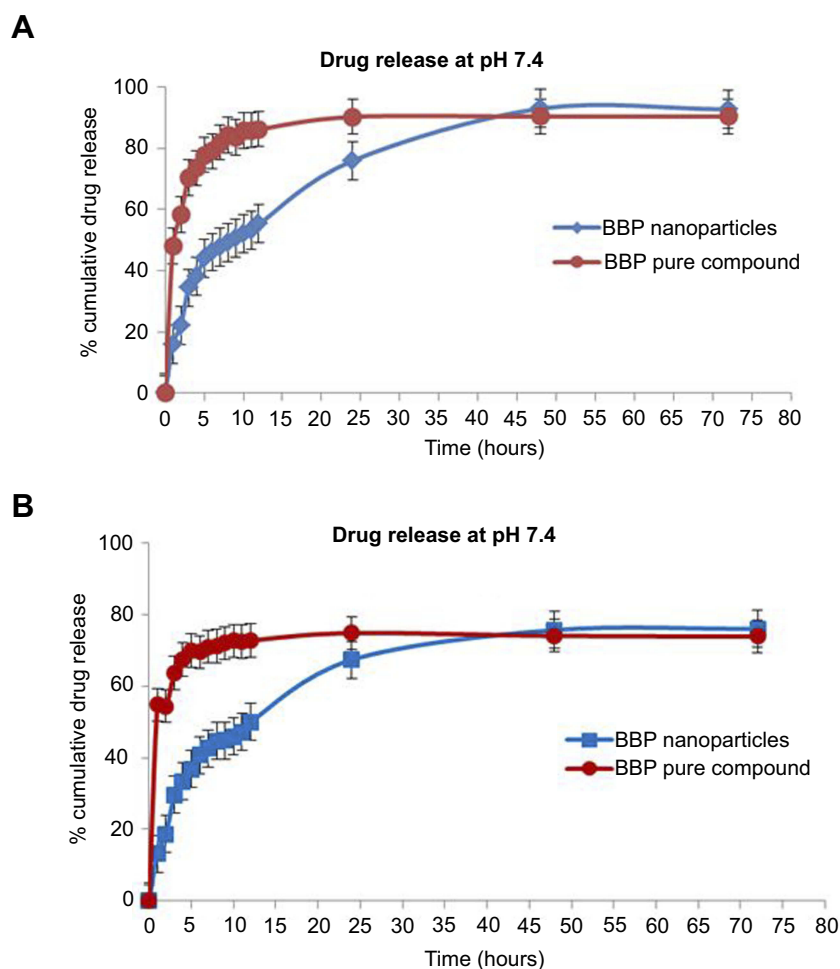 A
Drug release at pH 7.4
% cumulative drug release
100
80
60
40
20
0
BBP nanoparticles
BBP pure compound
0 5 10 15 20 25 30 35 40 45 50 55 60 65 70 75 80
Time (hours)
B
Drug release at pH 7.4
% cumulative drug release
100
80
60
40
20
0
BBP nanoparticles
BBP pure compound
0 5 10 15 20 25 30 35 40 45 50 55 60 65 70 75 80
Time (hours)